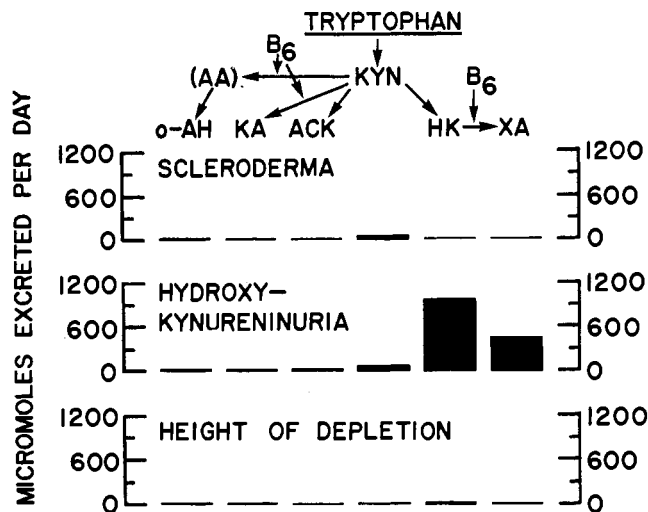 TRYPTOPHAN
B6
(AA)
KYN
B6
o-AH KA ACK HK XA
MICROMOLES EXCRETED PER DAY
1200
600
0
SCLERODERMA
1200
600
0
1200
600
0
HYDROXY-
KYNURENINURIA
1200
600
0
1200
600
0
HEIGHT OF DEPLETION
1200
600
0